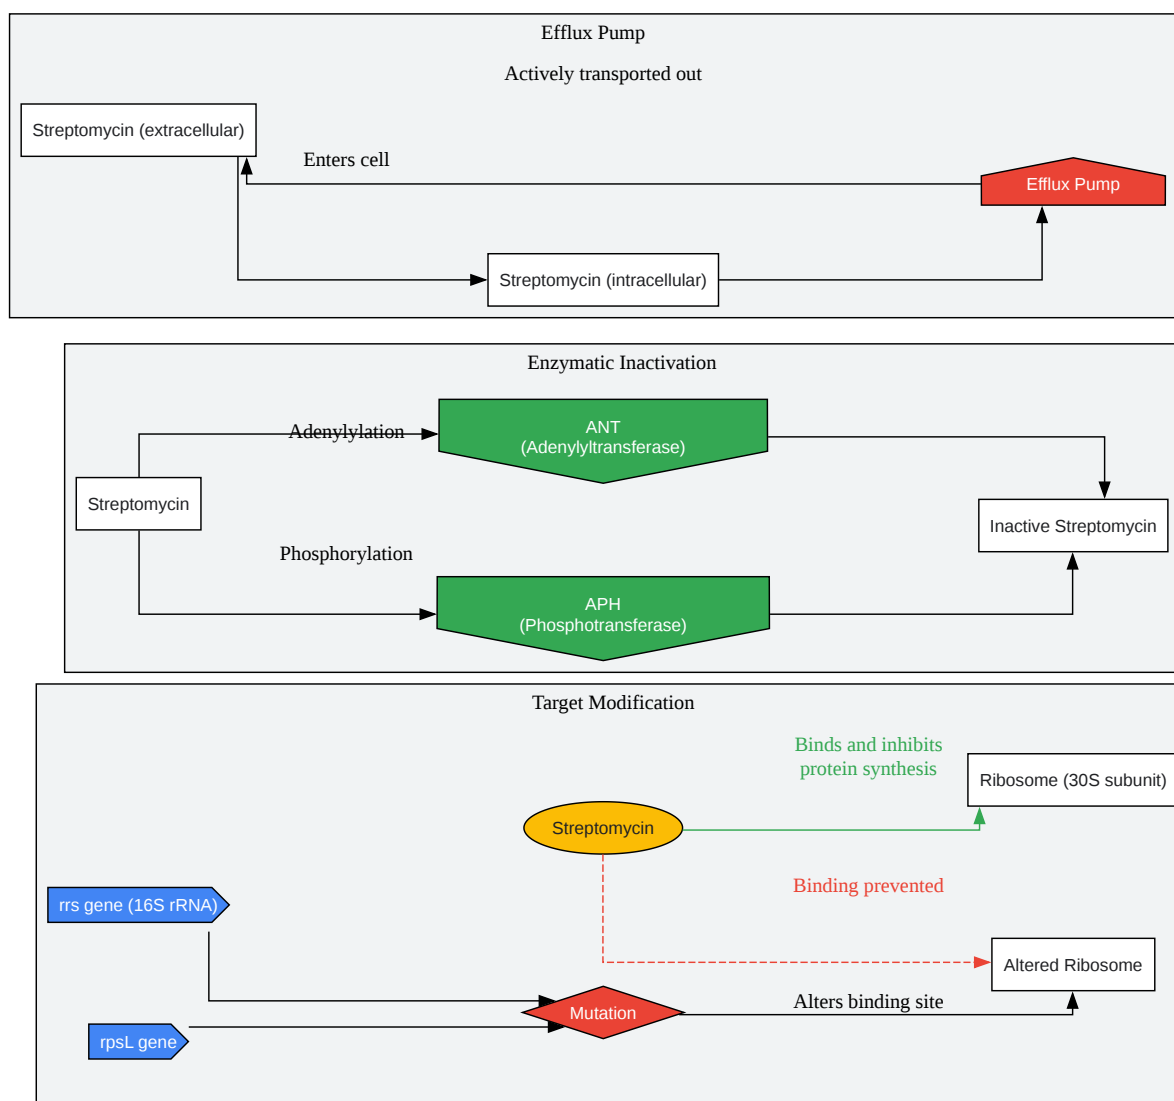 Efflux Pump
Actively transported out
Streptomycin (extracellular)
Enters cell
Efflux Pump
Streptomycin (intracellular)
Enzymatic Inactivation
Adenylylation
ANT
(Adenylyltransferase)
Streptomycin
Inactive Streptomycin
Phosphorylation
APH
(Phosphotransferase)
Target Modification
Binds and inhibits
protein synthesis
Ribosome (30S subunit)
Streptomycin
Binding prevented
rrs gene (16S rRNA)
Altered Ribosome
Alters binding site
Mutation
rpsL gene